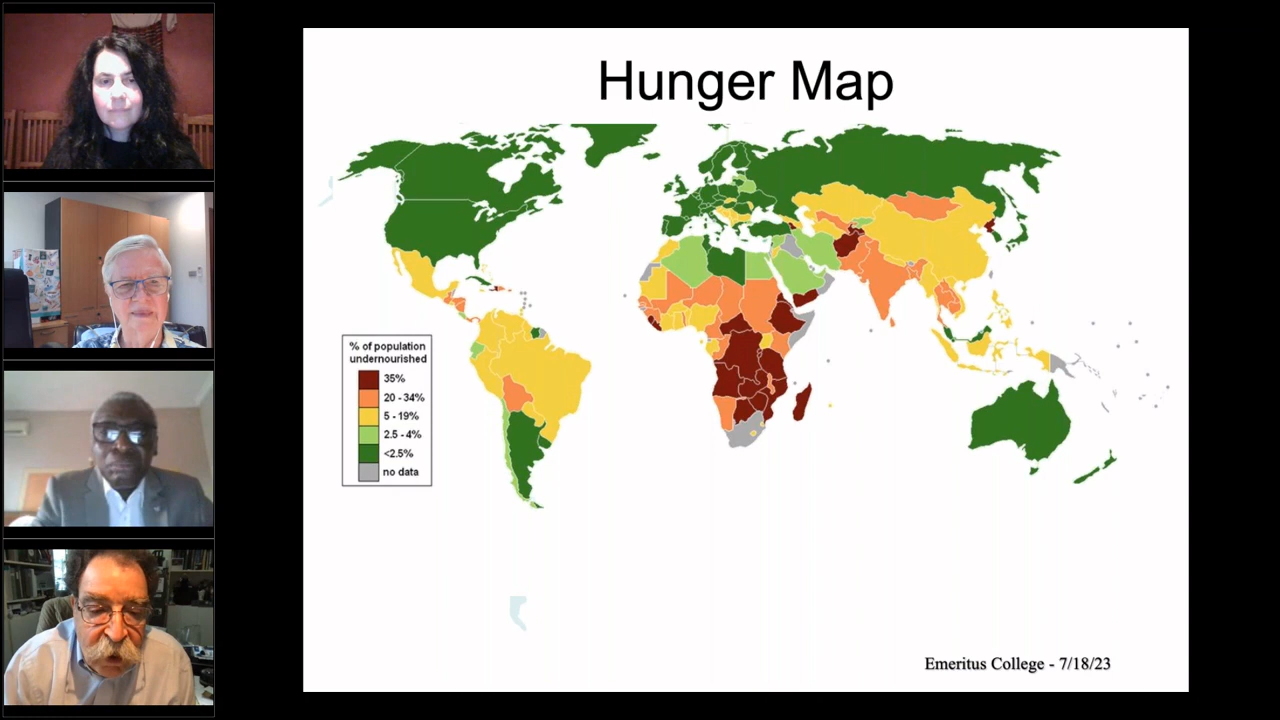 Hunger Map
% of population
undernourished
35%
20 - 34%
5 - 19%
2.5 - 4%
<2.5%
no data
Emeritus College - 7/18/23